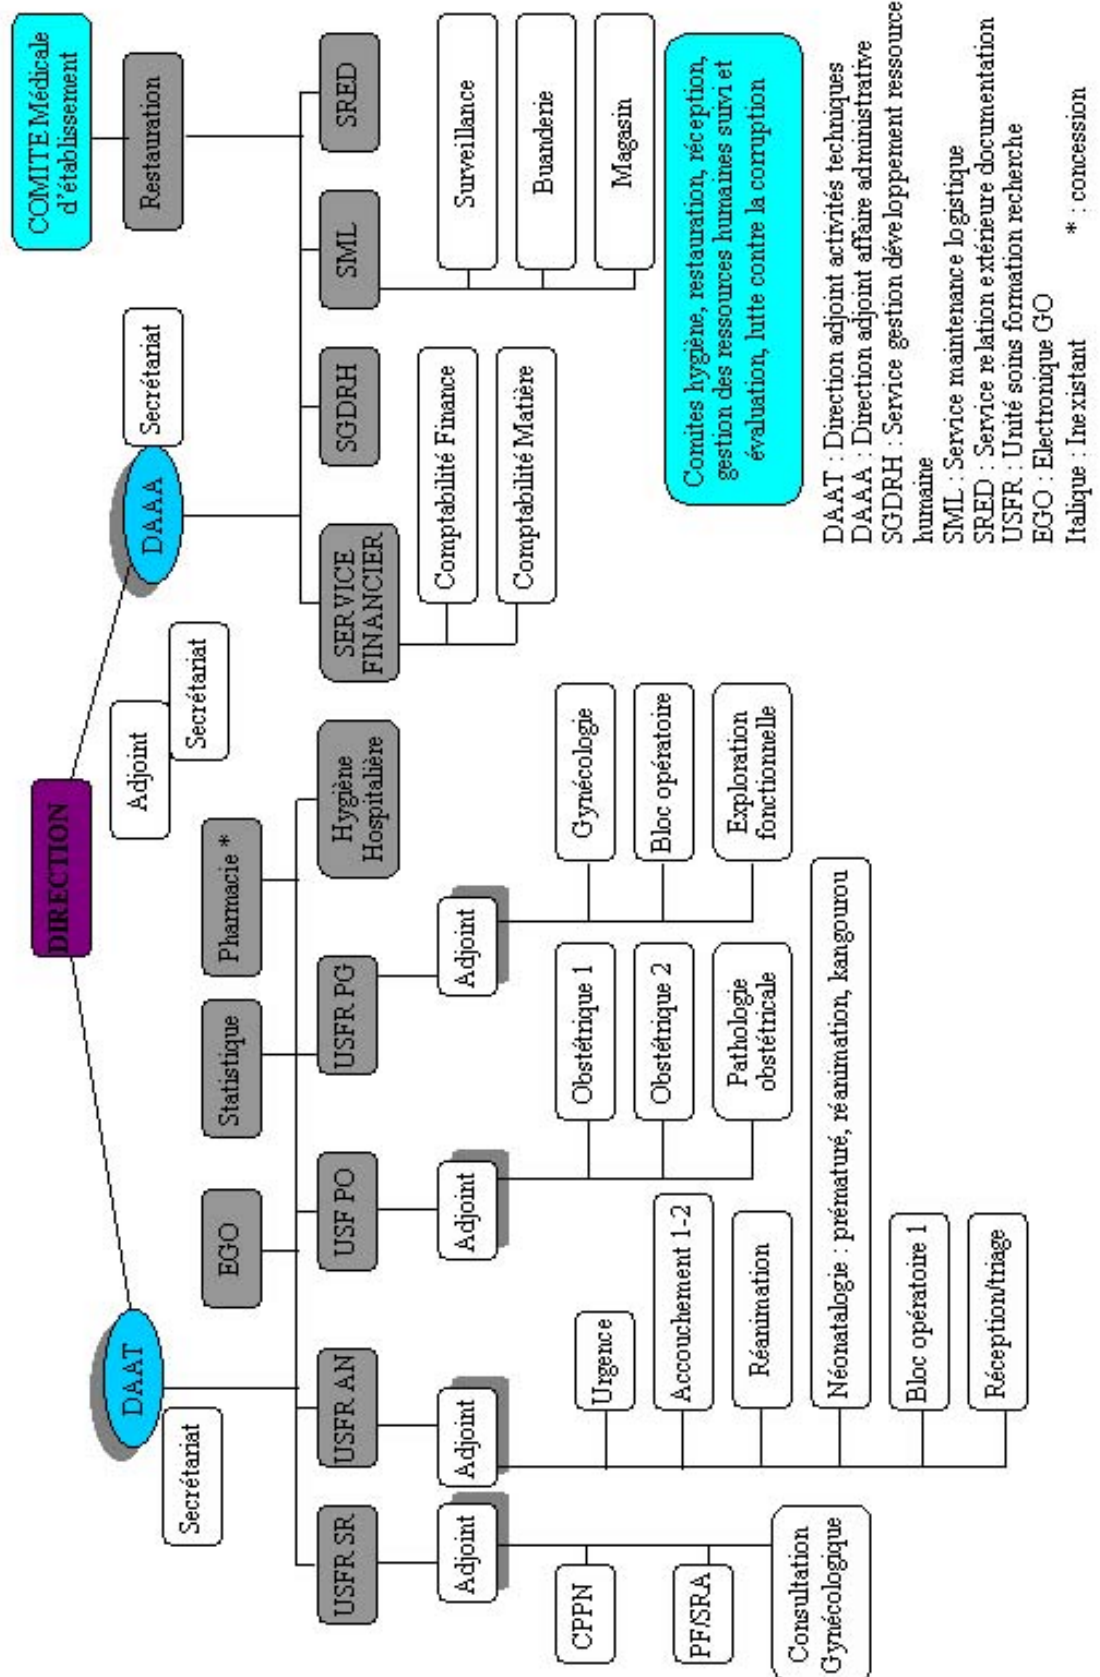 COMITE Médicale
d'établissement
DIRECTION
Adjoint
Secrétariat
DAAT
Secrétariat
DAAA
Secrétariat
Restauration
EGO
Statistique
Pharmacie *
USFR SR
USFR AN
USF PO
USFR PG
Hygiène
Hospitalière
SERVICE
FINANCIER
SGDRH
SML
SRED
Adjoint
Adjoint
Adjoint
Adjoint
CPPN
PF/SRA
Consultation
Gynécologique
Urgence
Accouchement 1-2
Réanimation
Néonatalogie : prématuré, réanimation, kangourou
Bloc opératoire 1
Réception/triage
Obstétrique 1
Obstétrique 2
Pathologie
obstétricale
Gynécologie
Bloc opératoire
Exploration
fonctionnelle
Comptabilité Finance
Comptabilité Matière
Surveillance
Buanderie
Magasin
Comites hygiène, restauration, réception,
gestion des ressources humaines suivi et
évaluation, lutte contre la corruption
DAAT : Direction adjoint activités techniques
DAAA : Direction adjoint affaire administrative
SGDRH : Service gestion développement ressource
humaine
SML : Service maintenance logistique
SRED : Service relation extérieure documentation
USFR : Unité soins formation recherche
EGO : Electronique GO
Italique : Inexistant * : concession